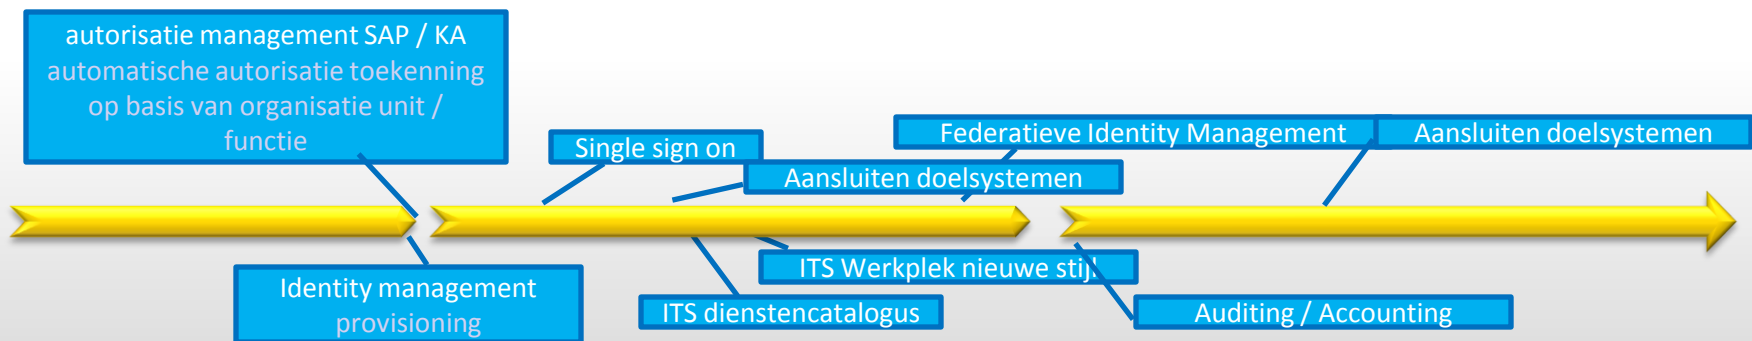 autorisatie management SAP / KA
automatische autorisatie toekenning
op basis van organisatie unit /
functie
Single sign on
Federatieve Identity Management
Aansluiten doelsystemen
Aansluiten doelsystemen
Identity management
provisioning
ITS Werkplek nieuwe stijl
ITS dienstencatalogus
Auditing / Accounting